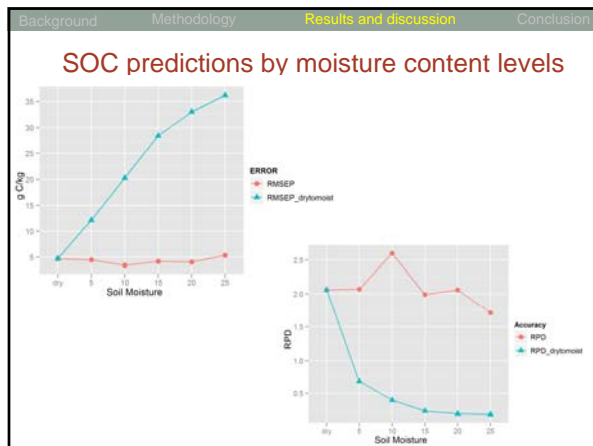 Background Methodology Results and discussion Conclusion
SOC predictions by moisture content levels
35
30
25
20
15
10
5
g C/kg
dry 5 10 15 20 25
Soil Moisture
ERROR
RMSEP
RMSEP_drytomoist
2.5
2.0
1.5
1.0
0.5
RPD
dry 5 10 15 20 25
Soil Moisture
Accuracy
RPD
RPD_drytomoist